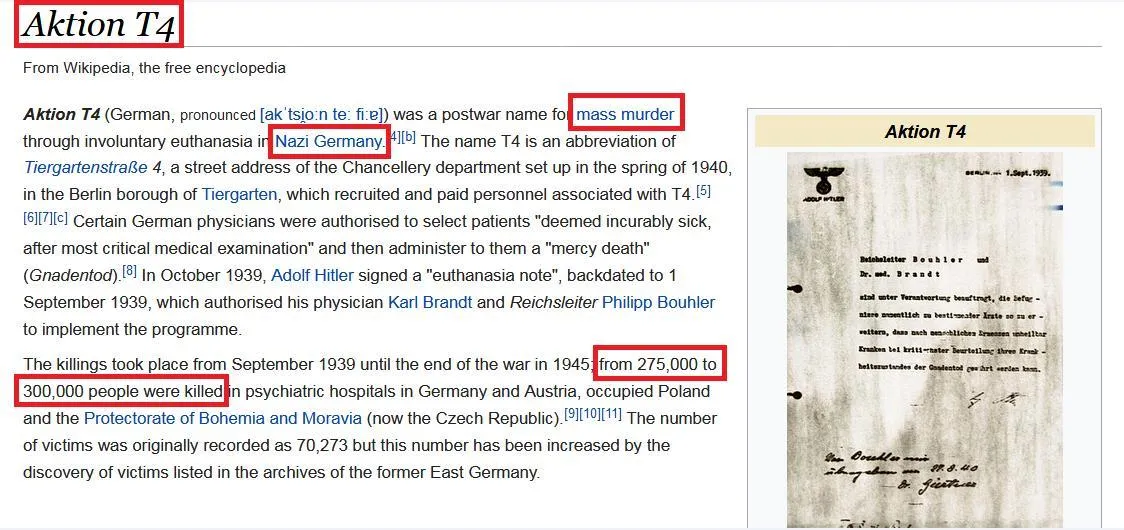 Aktion T4
From Wikipedia, the free encyclopedia
Aktion T4 (German, pronounced [akˈtsi̯oːn teː fiːɐ]) was a postwar name for mass murder
through involuntary euthanasia in Nazi Germany.[4][b] The name T4 is an abbreviation of
Tiergartenstraße 4, a street address of the Chancellery department set up in the spring of 1940,
in the Berlin borough of Tiergarten, which recruited and paid personnel associated with T4.[5]
[6][7][c] Certain German physicians were authorised to select patients "deemed incurably sick,
after most critical medical examination" and then administer to them a "mercy death"
(Gnadentod).[8] In October 1939, Adolf Hitler signed a "euthanasia note", backdated to 1
September 1939, which authorised his physician Karl Brandt and Reichsleiter Philipp Bouhler
to implement the programme.
The killings took place from September 1939 until the end of the war in 1945; from 275,000 to
300,000 people were killed in psychiatric hospitals in Germany and Austria, occupied Poland
and the Protectorate of Bohemia and Moravia (now the Czech Republic).[9][10][11] The number
of victims was originally recorded as 70,273 but this number has been increased by the
discovery of victims listed in the archives of the former East Germany.
Aktion T4
ADOLF HITLER
BERLIN, 1.Sept.1939.
Reichsleiter Bouhler und
Dr. med. Brandt
sind unter Verantwortung beauftragt, die Befug -
nisse namentlich zu bestimmender Ärzte so zu er -
weitern, dass nach menschlichem Ermessen unheilbar
Kranken bei kritischster Beurteilung ihres Krank -
heitszustandes der Gnadentod gewährt werden kann.
Von Bouhler mir
übergeben am 27.8.40
Dr. Gürtner